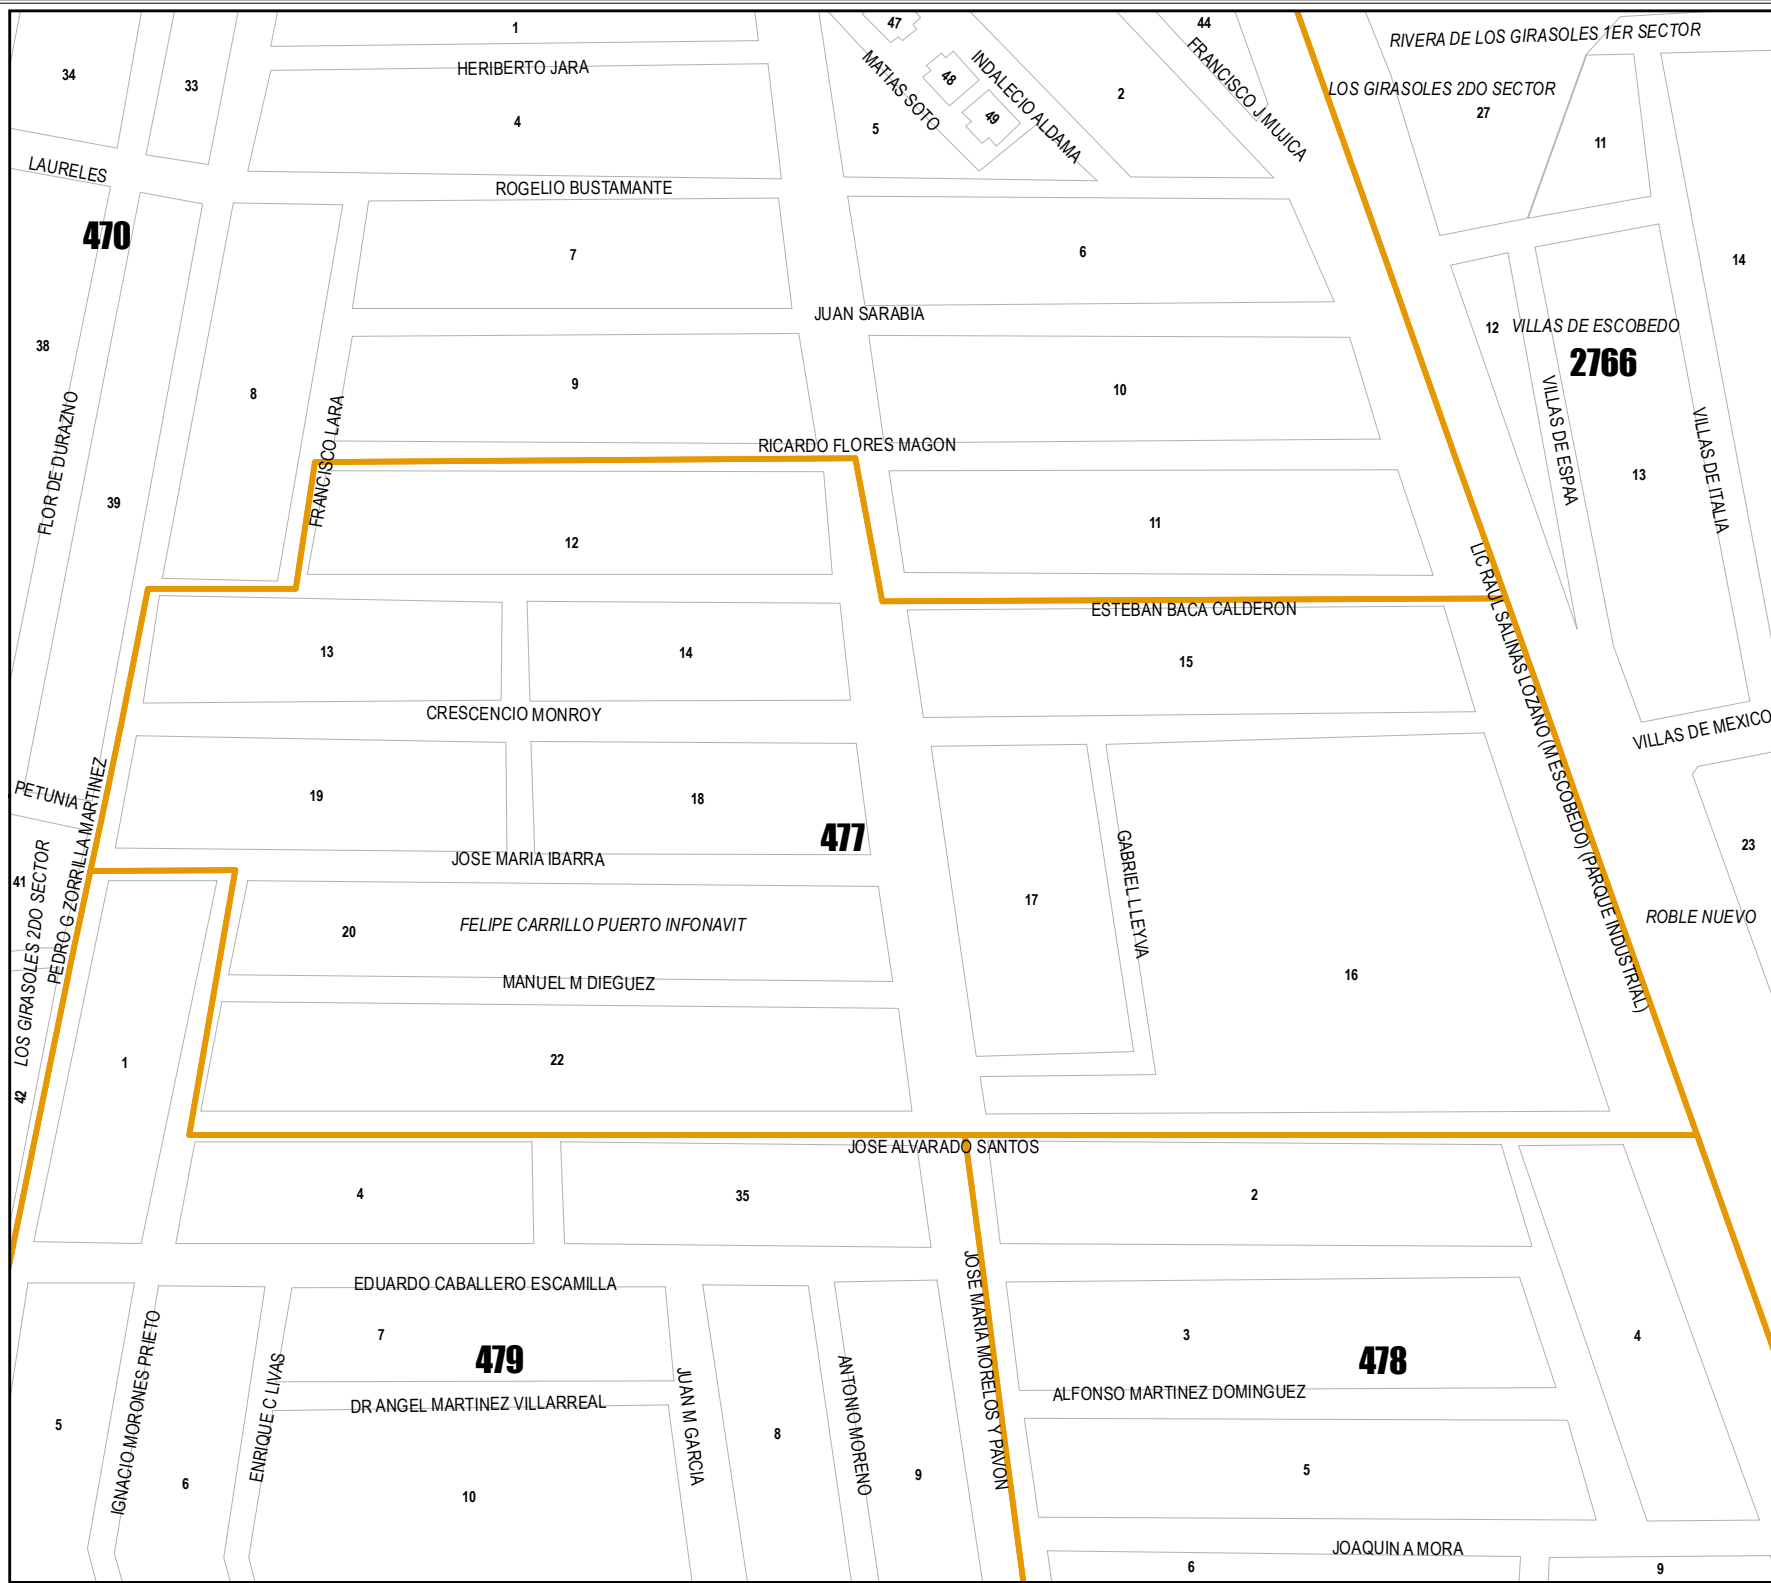 1
47
44
RIVERA DE LOS GIRASOLES 1ER SECTOR
34
33
HERIBERTO JARA
MATIAS SOTO
48
INDALECIO ALDAMA
FRANCISCO J MUJICA
LOS GIRASOLES 2DO SECTOR
4
5
49
2
27
11
LAURELES
ROGELIO BUSTAMANTE
470
7
6
14
JUAN SARABIA
38
12
VILLAS DE ESCOBEDO
2766
8
9
10
FLOR DE DURAZNO
FRANCISCO LARA
RICARDO FLORES MAGON
VILLAS DE ESPAA
VILLAS DE ITALIA
39
13
12
11
LIC RAUL SALINAS LOZANO (M ESCOBEDO) (PARQUE INDUSTRIAL)
ESTEBAN BACA CALDERON
13
14
15
CRESCENCIO MONROY
VILLAS DE MEXICO
PETUNIA
PEDRO G ZORRILLA MARTINEZ
19
18
477
JOSE MARIA IBARRA
GABRIEL L LEYVA
23
41
LOS GIRASOLES 2DO SECTOR
17
20
FELIPE CARRILLO PUERTO INFONAVIT
ROBLE NUEVO
MANUEL M DIEGUEZ
16
1
22
42
JOSE ALVARADO SANTOS
4
35
2
EDUARDO CABALLERO ESCAMILLA
JOSE MARIA MORELOS Y PAVON
IGNACIO MORONES PRIETO
7
479
3
478
4
ENRIQUE C LIVAS
DR ANGEL MARTINEZ VILLARREAL
JUAN M GARCIA
ANTONIO MORENO
ALFONSO MARTINEZ DOMINGUEZ
5
8
6
10
9
5
JOAQUIN A MORA
6
9